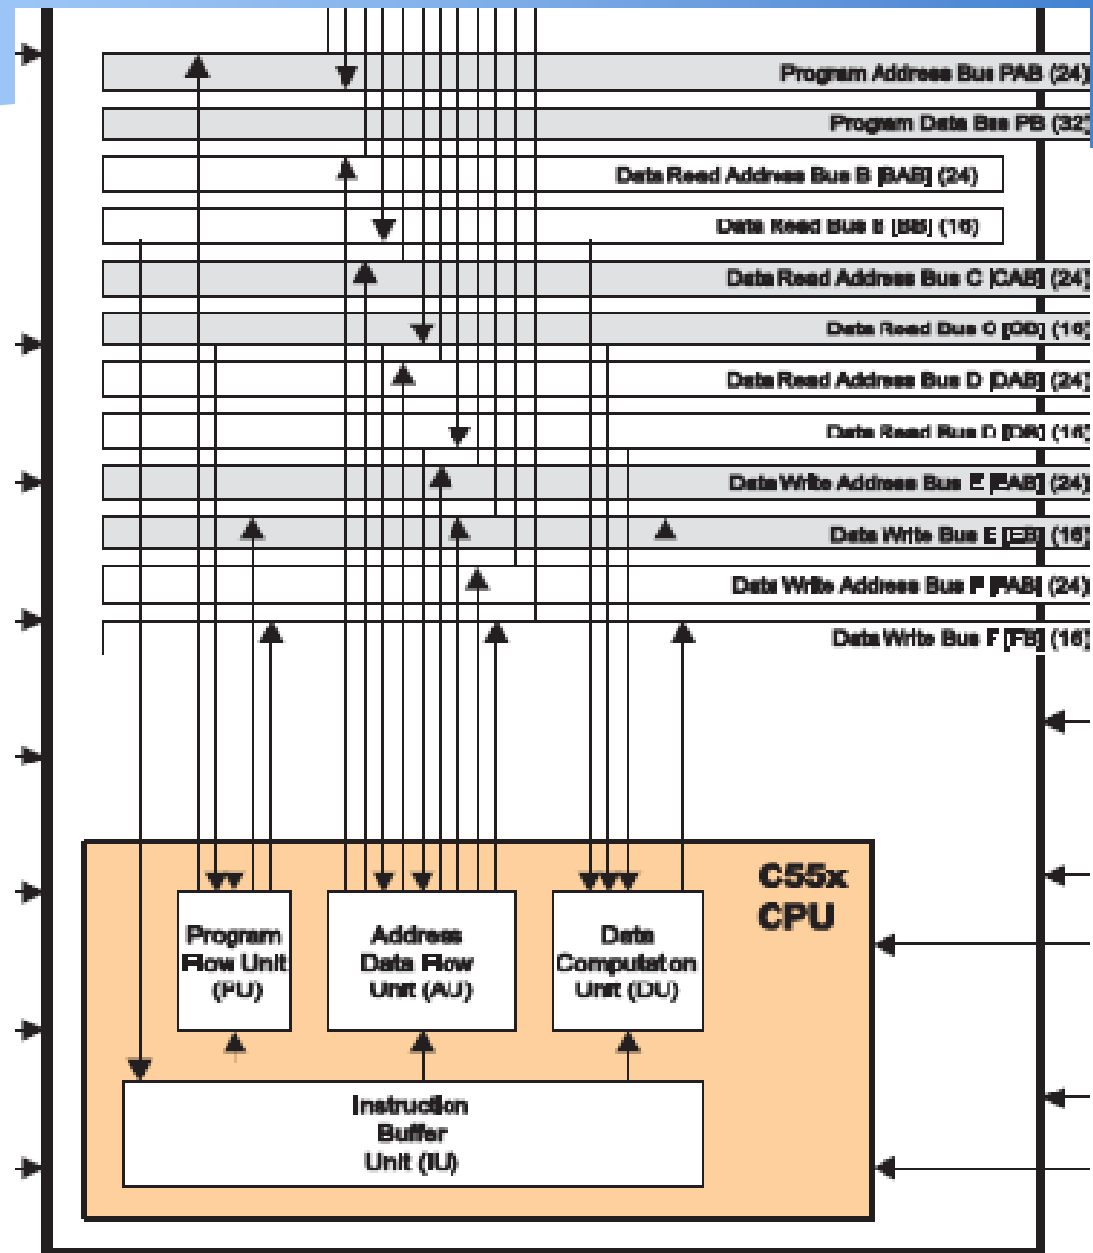 Program Address Bus PAB (24)
Program Data Bus PB (32)
Data Read Address Bus B [BAB] (24)
Data Read Bus B [BB] (16)
Data Read Address Bus C [CAB] (24)
Data Read Bus C [CB] (16)
Data Read Address Bus D [DAB] (24)
Data Read Bus D [DB] (16)
Data Write Address Bus E [EAB] (24)
Data Write Bus E [EB] (16)
Data Write Address Bus F [FAB] (24)
Data Write Bus F [FB] (16)
C55x
CPU
Program
Flow Unit
(PU)
Address
Data Flow
Unit (AU)
Data
Computation
Unit (DU)
Instruction
Buffer
Unit (IU)